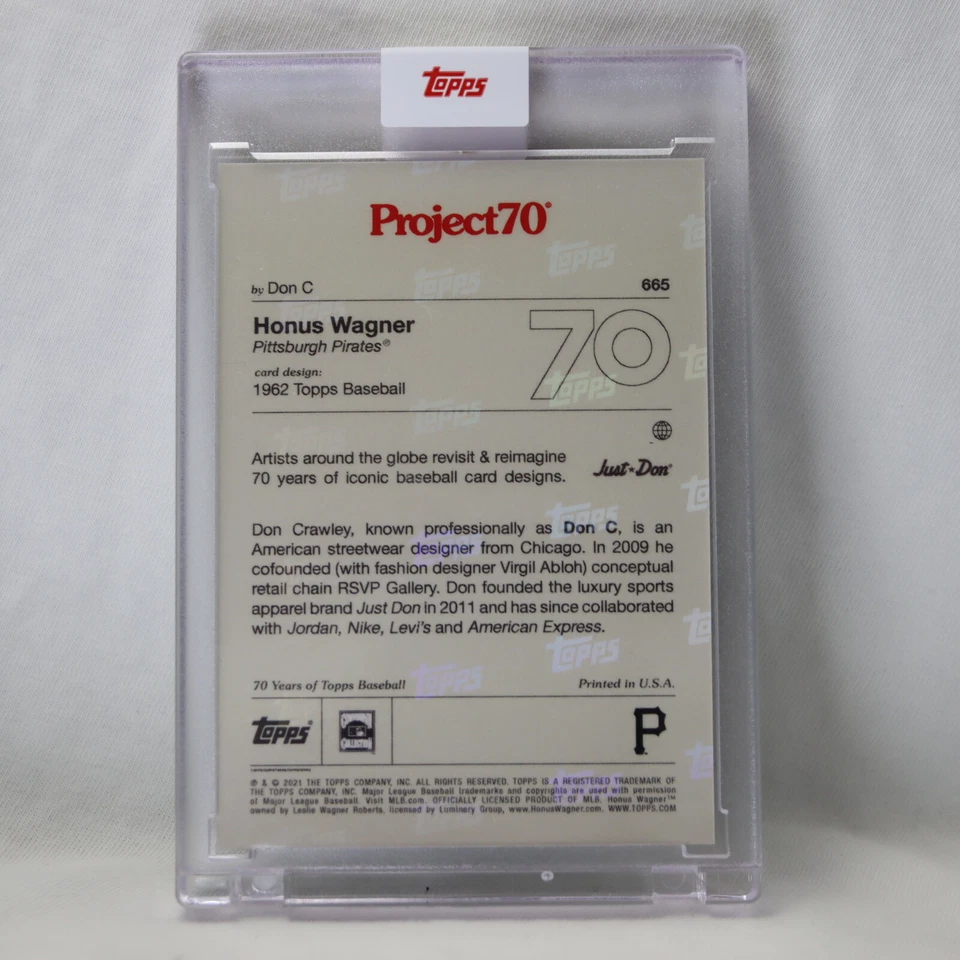 Topps
Project70®
by Don C
665
Honus Wagner
Pittsburgh Pirates®
70
card design:
1962 Topps Baseball
Artists around the globe revisit & reimagine
70 years of iconic baseball card designs.
Just★Don®
Don Crawley, known professionally as Don C, is an
American streetwear designer from Chicago. In 2009 he
cofounded (with fashion designer Virgil Abloh) conceptual
retail chain RSVP Gallery. Don founded the luxury sports
apparel brand Just Don in 2011 and has since collaborated
with Jordan, Nike, Levi's and American Express.
70 Years of Topps Baseball
Printed in U.S.A.
Topps®
P
® & © 2021 THE TOPPS COMPANY, INC. ALL RIGHTS RESERVED. TOPPS IS A REGISTERED TRADEMARK OF
THE TOPPS COMPANY, INC. Major League Baseball trademarks and copyrights are used with permission
of Major League Baseball. Visit MLB.com. OFFICIALLY LICENSED PRODUCT OF MLB. Honus Wagner™
owned by Leslie Wagner Roberts, licensed by Luminary Group, www.HonusWagner.com. WWW.TOPPS.COM